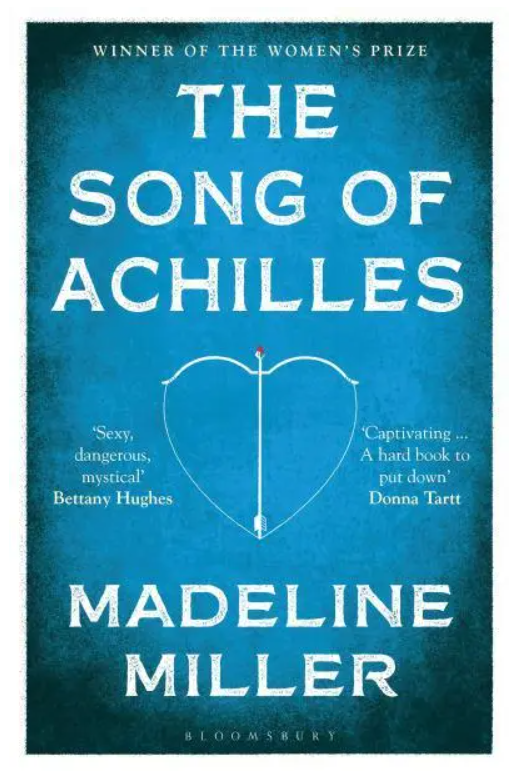 WINNER OF THE WOMEN'S PRIZE
THE
SONG OF
ACHILLES
'Sexy,
dangerous,
mystical'
Bettany Hughes
'Captivating ...
A hard book to
put down'
Donna Tartt
MADELINE
MILLER
BLOOMSBURY